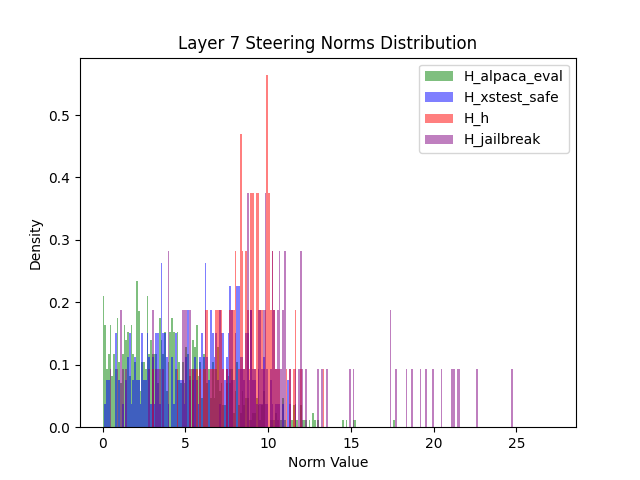 Layer 7 Steering Norms Distribution
H_alpaca_eval
H_xstest_safe
H_h
H_jailbreak
Density
0.5
0.4
0.3
0.2
0.1
0.0
0
5
10
15
20
25
Norm Value